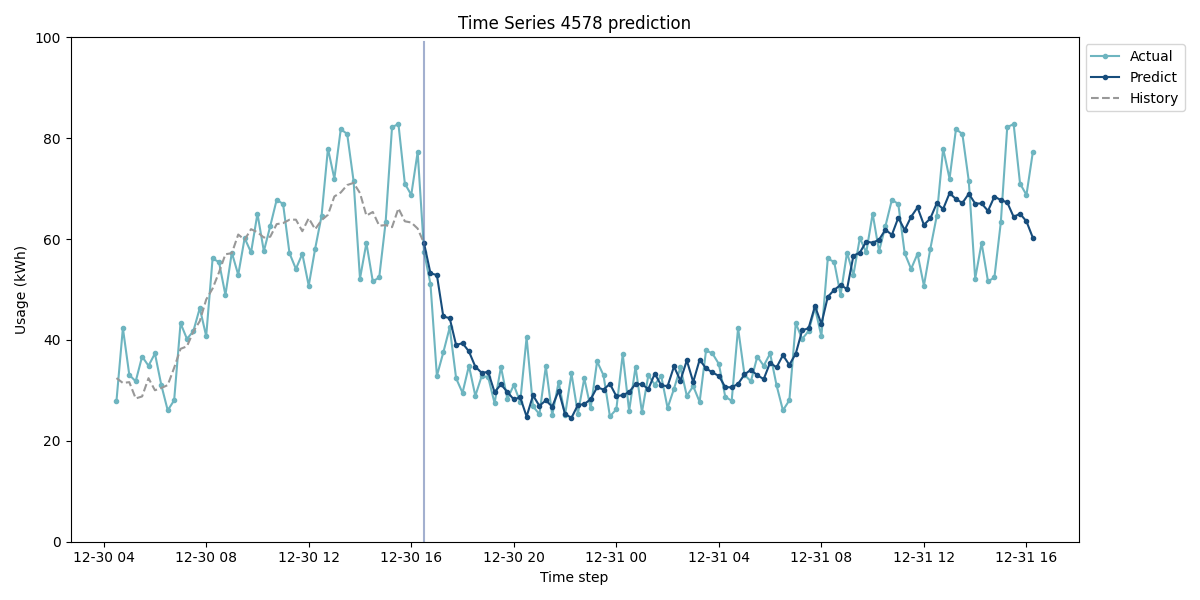 Time Series 4578 prediction
100
80
60
40
20
0
Usage (kWh)
12-30 04 12-30 08 12-30 12 12-30 16 12-30 20 12-31 00 12-31 04 12-31 08 12-31 12 12-31 16
Time step
Actual
Predict
History